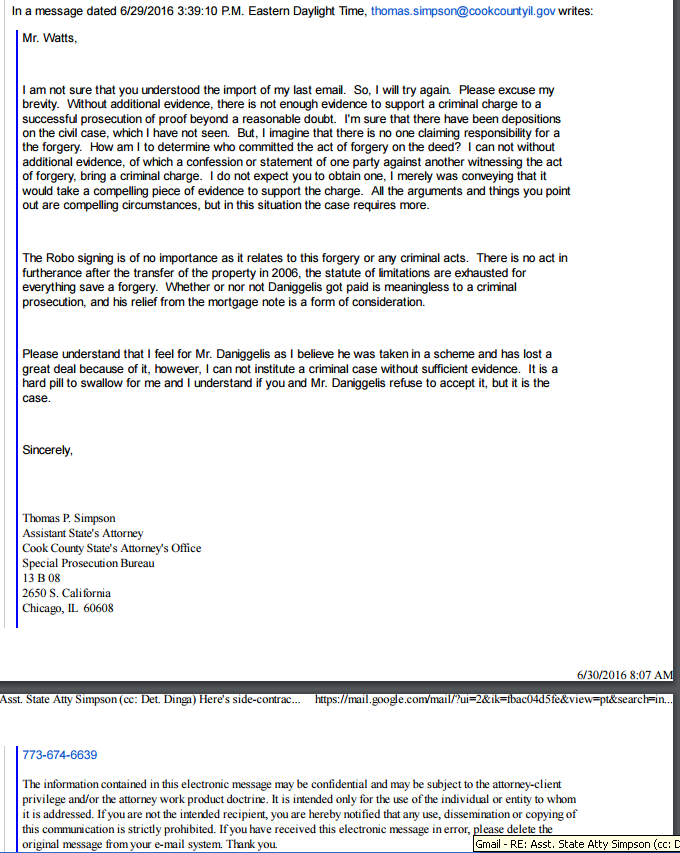 In a message dated 6/29/2016 3:39:10 P.M. Eastern Daylight Time, thomas.simpson@cookcountyil.gov writes:
Mr. Watts,
I am not sure that you understood the import of my last email.  So, I will try again.  Please excuse my
brevity.  Without additional evidence, there is not enough evidence to support a criminal charge to a
successful prosecution of proof beyond a reasonable doubt.  I'm sure that there have been depositions
on the civil case, which I have not seen.  But, I imagine that there is no one claiming responsibility for a
the forgery.  How am I to determine who committed the act of forgery on the deed?  I can not without
additional evidence, of which a confession or statement of one party against another witnessing the act
of forgery, bring a criminal charge.  I do not expect you to obtain one, I merely was conveying that it
would take a compelling piece of evidence to support the charge.  All the arguments and things you point
out are compelling circumstances, but in this situation the case requires more.
The Robo signing is of no importance as it relates to this forgery or any criminal acts.  There is no act in
furtherance after the transfer of the property in 2006, the statute of limitations are exhausted for
everything save a forgery.  Whether or nor not Daniggelis got paid is meaningless to a criminal
prosecution, and his relief from the mortgage note is a form of consideration.
Please understand that I feel for Mr. Daniggelis as I believe he was taken in a scheme and has lost a
great deal because of it, however, I can not institute a criminal case without sufficient evidence.  It is a
hard pill to swallow for me and I understand if you and Mr. Daniggelis refuse to accept it, but it is the
case.
Sincerely,
Thomas P. Simpson
Assistant State's Attorney
Cook County State's Attorney's Office
Special Prosecution Bureau
13 B 08
2650 S. California
Chicago, IL  60608
6/30/2016 8:07 AM
Asst. State Atty Simpson (cc: Det. Dinga) Here's side-contrac... https://mail.google.com/mail/?ui=2&ik=fbac04d5fe&view=pt&search=in...
773-674-6639
The information contained in this electronic message may be confidential and may be subject to the attorney-client
privilege and/or the attorney work product doctrine. It is intended only for the use of the individual or entity to whom
it is addressed. If you are not the intended recipient, you are hereby notified that any use, dissemination or copying of
this communication is strictly prohibited. If you have received this electronic message in error, please delete the
original message from your e-mail system. Thank you.
Gmail - RE: Asst. State Atty Simpson (cc: D